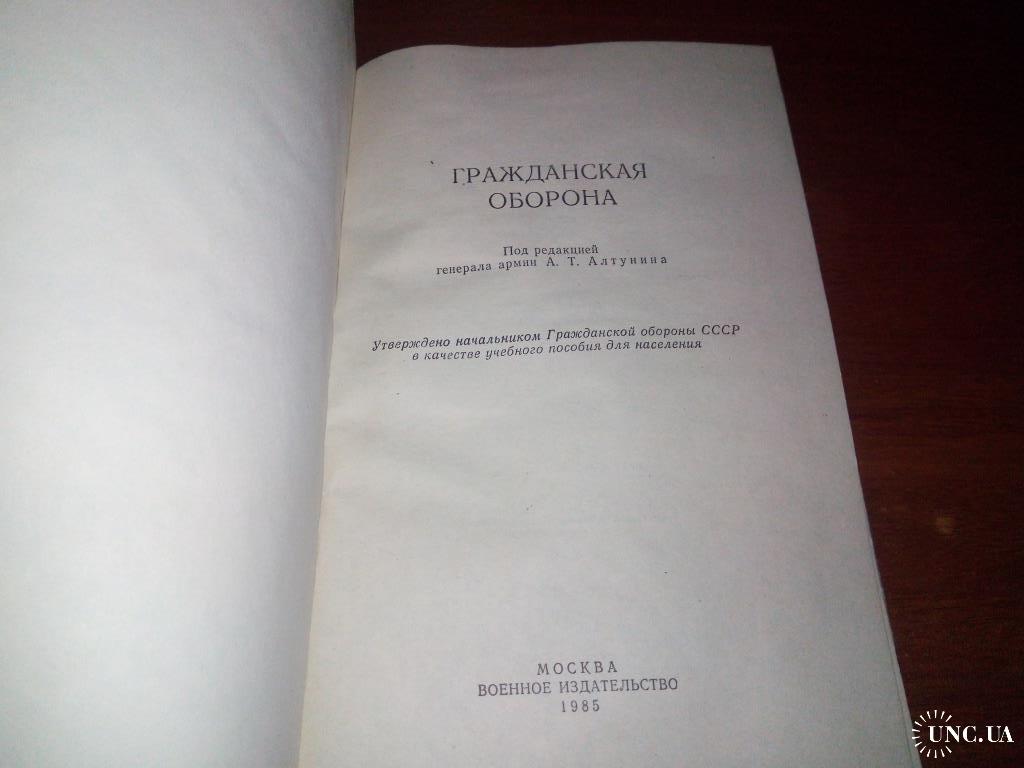 ГРАЖДАНСКАЯ
ОБОРОНА
Под редакцией
генерала армии А. Т. Алтунина
Утверждено начальником Гражданской обороны СССР
в качестве учебного пособия для населения
МОСКВА
ВОЕННОЕ ИЗДАТЕЛЬСТВО
1985
UNC.UA